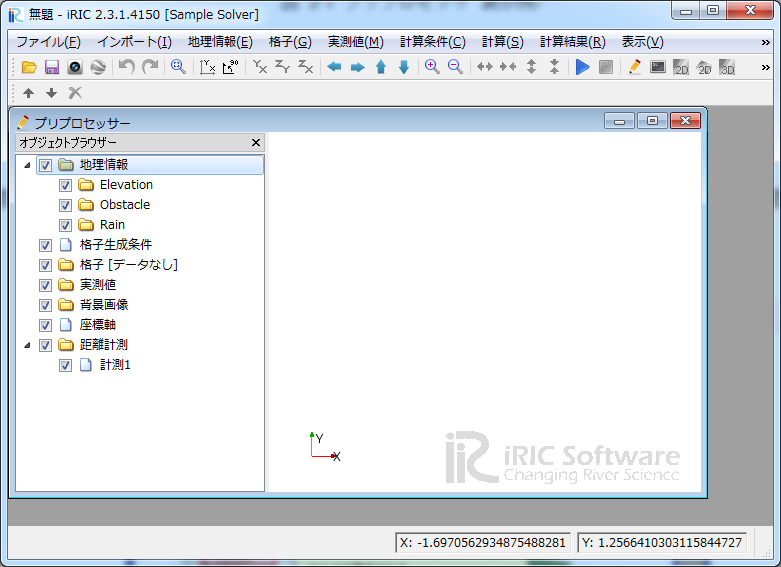 無題 - iRIC 2.3.1.4150 [Sample Solver]
ファイル(F) インポート(I) 地理情報(E) 格子(G) 実測値(M) 計算条件(C) 計算(S) 計算結果(R) 表示(V) »
プリプロセッサー
オブジェクトブラウザー
地理情報
Elevation
Obstacle
Rain
格子生成条件
格子 [データなし]
実測値
背景画像
座標軸
距離計測
計測1
Y
X
iRIC Software
Changing River Science
X: -1.6970562934875488281 Y: 1.2566410303115844727